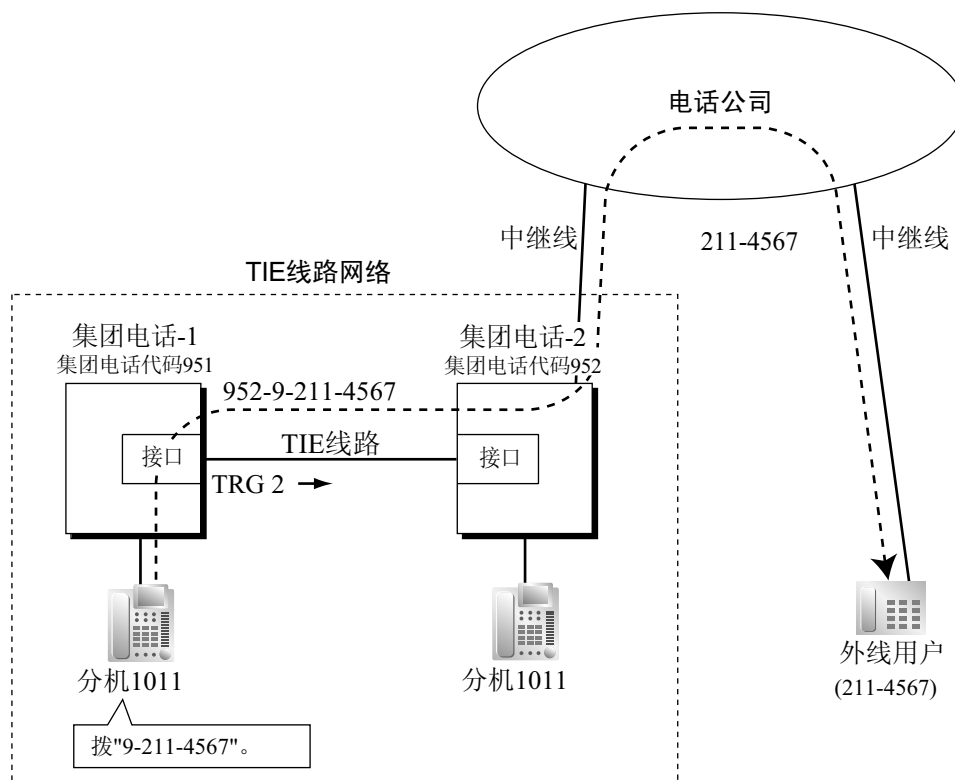 电话公司
中继线
211-4567
中继线
TIE线路网络
集团电话-1
集团电话代码951
集团电话-2
集团电话代码952
952-9-211-4567
接口
TIE线路
接口
TRG 2
分机1011
分机1011
外线用户
(211-4567)
拨"9-211-4567"。